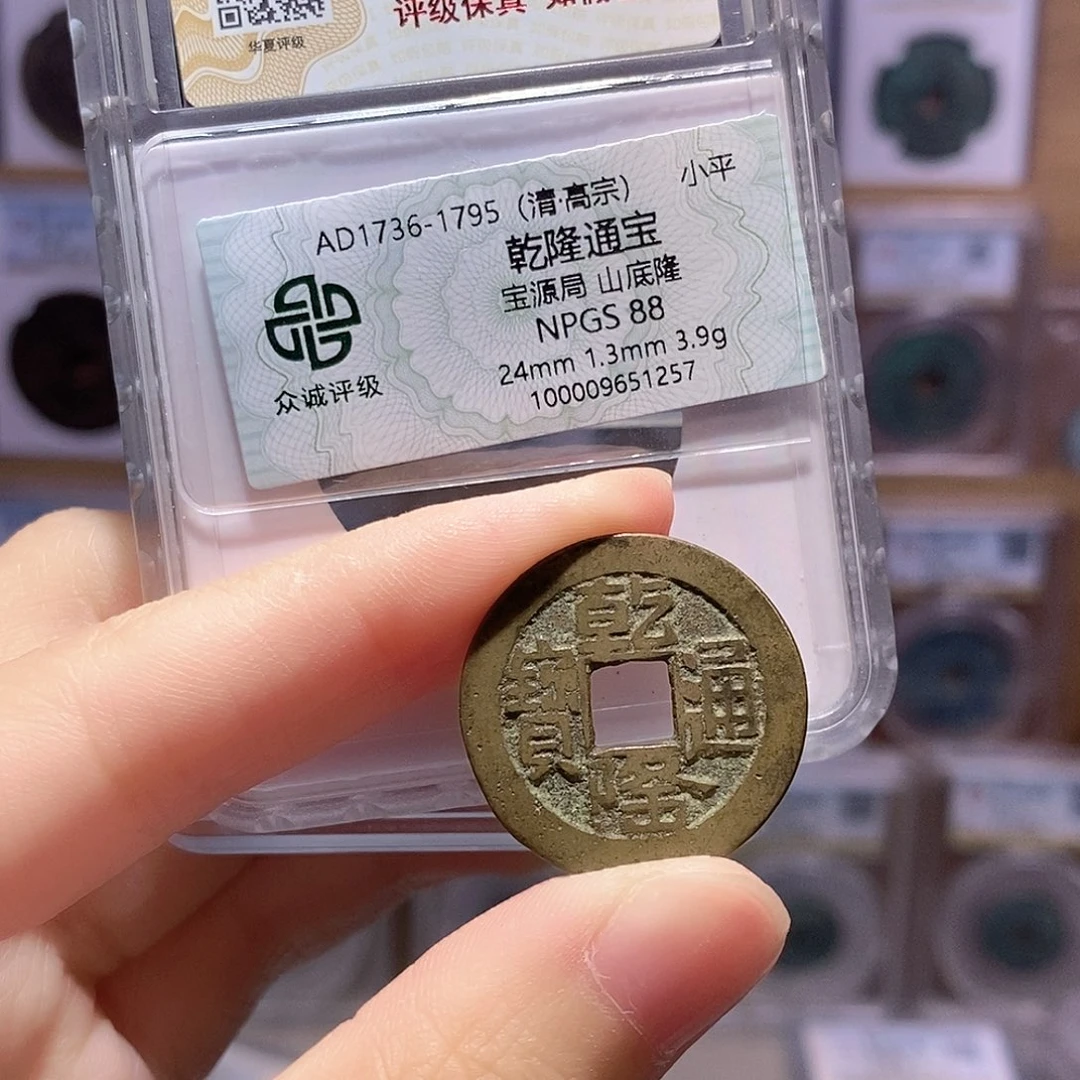 华夏评级
评级保真
AD1736-1795（清·高宗）
小平
乾隆通宝
宝源局 山底隆
NPGS 88
24mm 1.3mm 3.9g
100009651257
众诚评级
乾
寶 通
隆